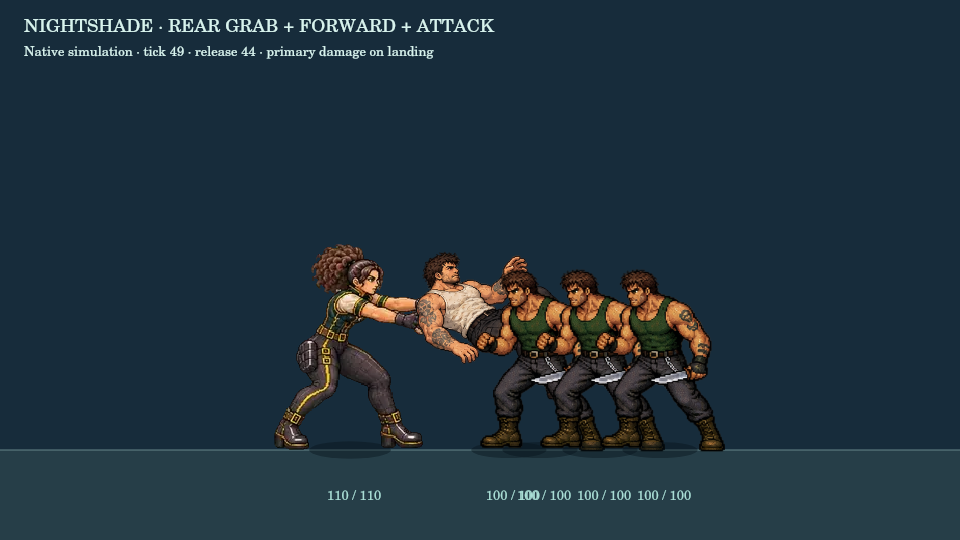 NIGHTSHADE · REAR GRAB + FORWARD + ATTACK
Native simulation · tick 49 · release 44 · primary damage on landing
110 / 110 100 / 100 100 / 100 100 / 100 100 / 100